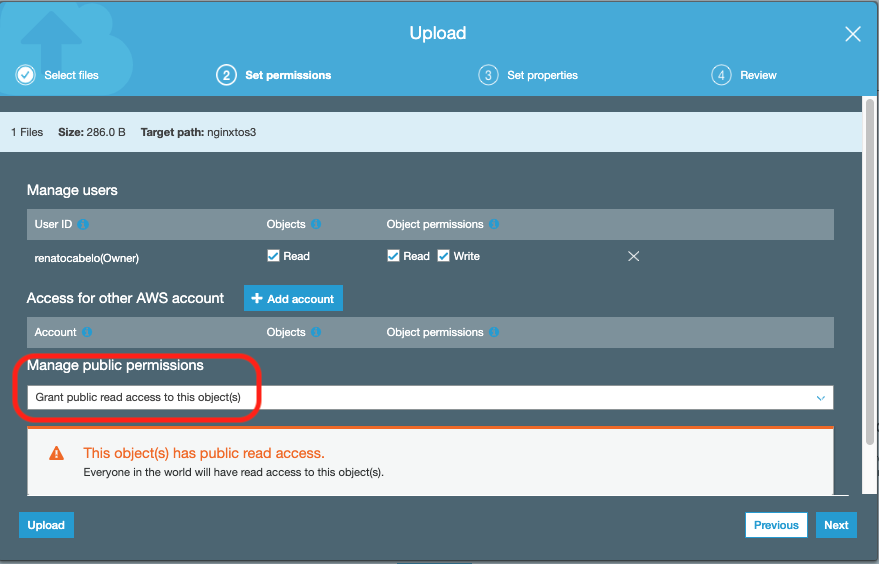 Upload
Select files
2 Set permissions
3 Set properties
4 Review
1 Files Size: 286.0 B Target path: nginxtos3
Manage users
User ID Objects Object permissions
renatocabelo(Owner) Read Read Write
Access for other AWS account + Add account
Account Objects Object permissions
Manage public permissions
Grant public read access to this object(s)
This object(s) has public read access.
Everyone in the world will have read access to this object(s).
Upload Previous Next